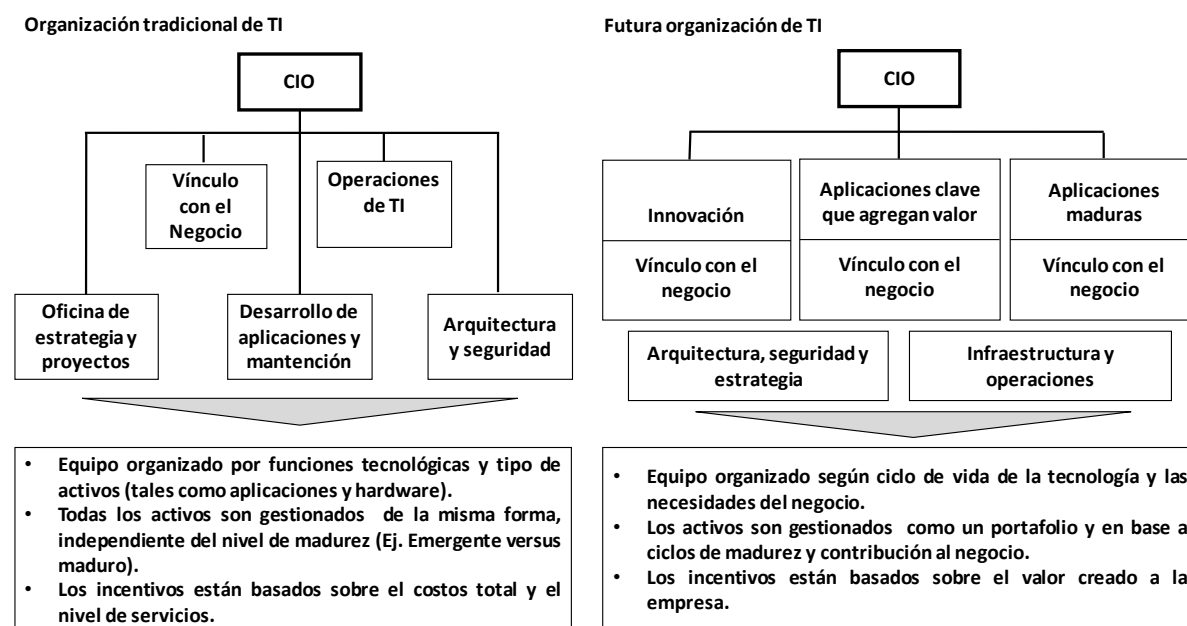 Organización tradicional de TI
CIO
Vínculo
con el
Negocio
Operaciones
de TI
Oficina de
estrategia y
proyectos
Desarrollo de
aplicaciones y
mantención
Arquitectura
y seguridad
• Equipo organizado por funciones tecnológicas y tipo de
activos (tales como aplicaciones y hardware).
• Todas los activos son gestionados de la misma forma,
independiente del nivel de madurez (Ej. Emergente versus
maduro).
• Los incentivos están basados sobre el costos total y el
nivel de servicios.
Futura organización de TI
CIO
Innovación
Vínculo con el
negocio
Aplicaciones clave
que agregan valor
Vínculo con el
negocio
Aplicaciones
maduras
Vínculo con el
negocio
Arquitectura, seguridad y
estrategia
Infraestructura y
operaciones
• Equipo organizado según ciclo de vida de la tecnología y las
necesidades del negocio.
• Los activos son gestionados como un portafolio y en base a
ciclos de madurez y contribución al negocio.
• Los incentivos están basados sobre el valor creado a la
empresa.